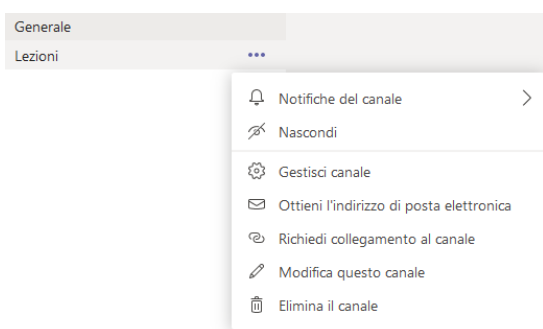 Generale
Lezioni
Notifiche del canale
Nascondi
Gestisci canale
Ottieni l'indirizzo di posta elettronica
Richiedi collegamento al canale
Modifica questo canale
Elimina il canale